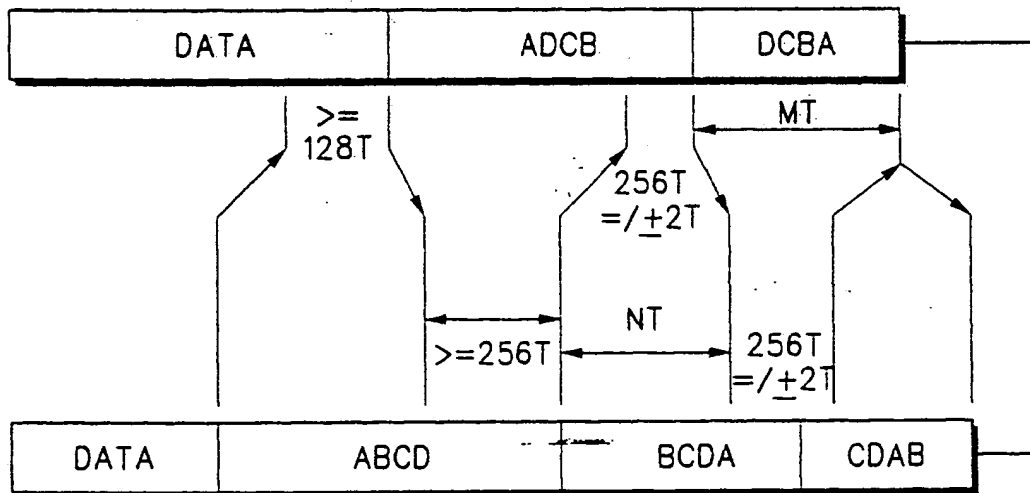 DATA ADCB DCBA
>=
128T
MT
256T
=/±2T
NT
>=256T
256T
=/±2T
DATA ABCD BCDA CDAB